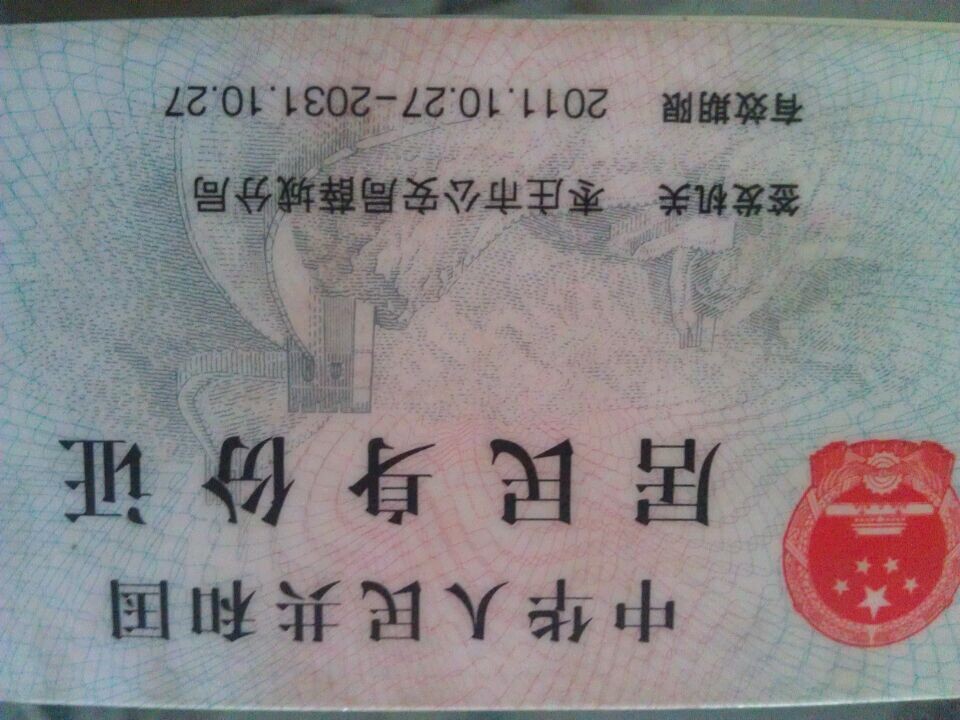 中华人民共和国
居民身份证
签发机关 枣庄市公安局薛城分局
有效期限 2011.10.27-2031.10.27